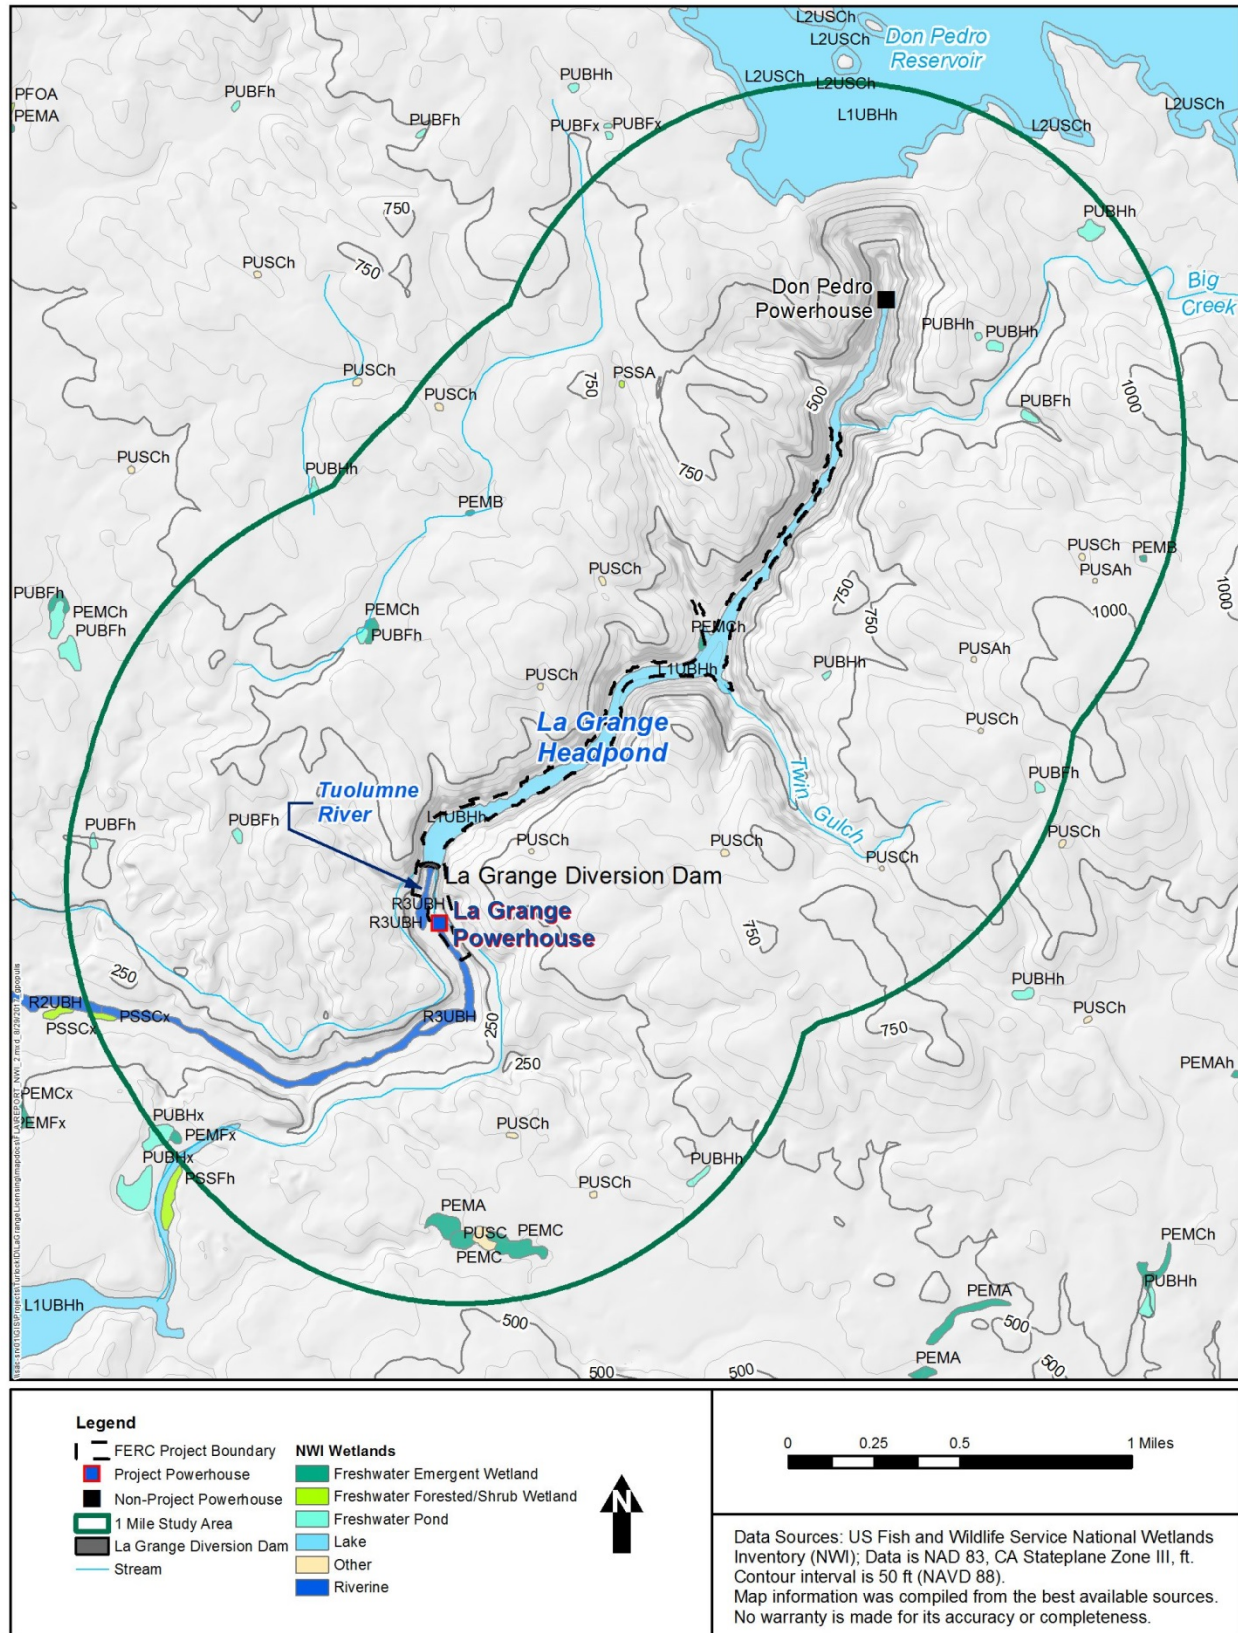 L2USCh
L2USCh
Don Pedro
Reservoir
PUBHh
L2USCh
L2USCh
L2USCh
PFOA
PEMA
PUBFh
L1UBHh
PUBFh
PUBFx
PUBFx
L2USCh
750
PUBHh
750
PUSCh
Don Pedro
Powerhouse
Big
Creek
PUBHh
PUBHh
PUSCh
PSSA
750
500
1000
PUSCh
PUBFh
1000
PUSCh
PUBHh
750
PEMB
PUSCh
PEMB
PUSAh
PUSCh
750
1000
1000
PUBFh
PEMCh
PUBFh
PEMCh
PUBFh
750
PEMCh
L1UBHh
PUBHh
PUSAh
PUSCh
La Grange
Headpond
PUSCh
Twin
Gulch
PUBFh
Tuolumne
River
L1UBHh
PUBFh
PUBFh
PUSCh
PUSCh
PUSCh
PUSCh
La Grange Diversion Dam
R3UBH
R3UBH
La Grange
Powerhouse
750
250
PUBHh
R2UBH
PSSCx
PSSCx
R3UBH
250
PUSCh
750
250
PEMAh
PEMCx
PEMFx
PUBHx
PEMFx
PUSCh
PUBHx
PSSFh
PUBHh
PUSCh
PEMA
PUSC
PEMC
PEMC
PEMCh
PUBHh
L1UBHh
PEMA
500
500
PEMA
500
500
500
Legend
FERC Project Boundary
Project Powerhouse
Non-Project Powerhouse
1 Mile Study Area
La Grange Diversion Dam
Stream
NWI Wetlands
Freshwater Emergent Wetland
Freshwater Forested/Shrub Wetland
Freshwater Pond
Lake
Other
Riverine
N
0 0.25 0.5 1 Miles
Data Sources: US Fish and Wildlife Service National Wetlands
Inventory (NWI); Data is NAD 83, CA Stateplane Zone III, ft.
Contour interval is 50 ft (NAVD 88).
Map information was compiled from the best available sources.
No warranty is made for its accuracy or completeness.